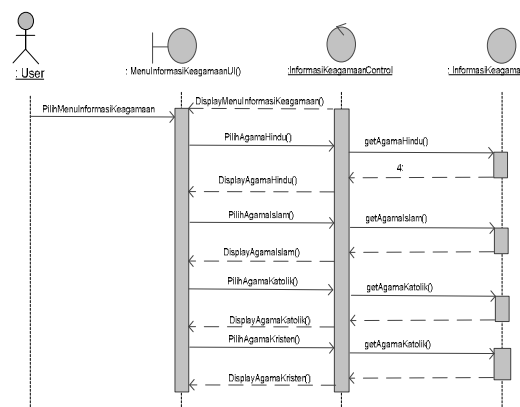 : User
: MenuInformasiKeagamaanUI()
:InformasiKeagamaanControl
: InformasiKeagama
DisplayMenuInformasiKeagamaan()
PilihMenuInformasiKeagamaan
PilihAgamaHindu()
getAgamaHindu()
4:
DisplayAgamaHindu()
PilihAgamaIslam()
getAgamaIslam()
DisplayAgamaIslam()
PilihAgamaKatolik()
getAgamaKatolik()
DisplayAgamaKatolik()
PilihAgamaKristen()
getAgamaKatolik()
DisplayAgamaKristen()